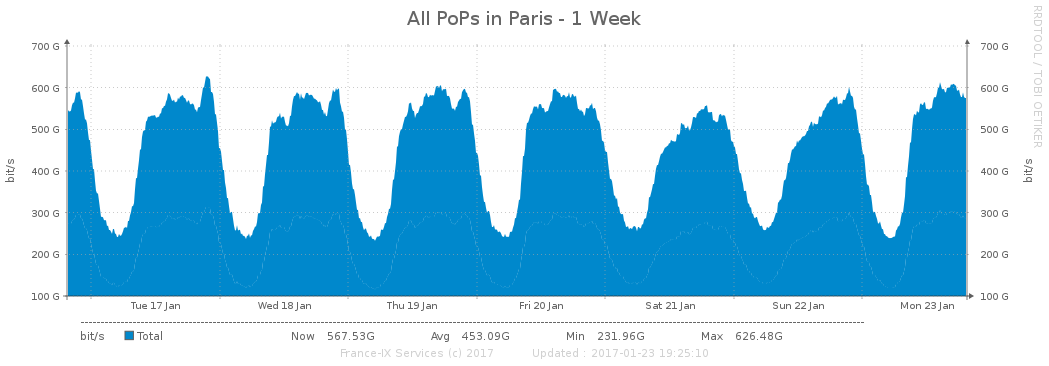 All PoPs in Paris - 1 Week
RRDTOOL / TOBI OETIKER
700 G 700 G
600 G 600 G
500 G 500 G
400 G 400 G
300 G 300 G
200 G 200 G
100 G 100 G
bit/s
bit/s
Tue 17 Jan Wed 18 Jan Thu 19 Jan Fri 20 Jan Sat 21 Jan Sun 22 Jan Mon 23 Jan
bit/s Total Now 567.53G Avg 453.09G Min 231.96G Max 626.48G
France-IX Services (c) 2017 Updated : 2017-01-23 19:25:10